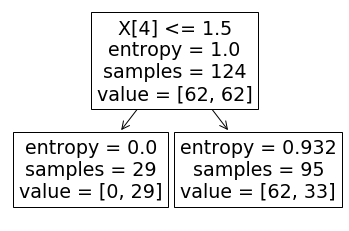 X[4] <= 1.5
entropy = 1.0
samples = 124
value = [62, 62]
entropy = 0.0
samples = 29
value = [0, 29]
entropy = 0.932
samples = 95
value = [62, 33]